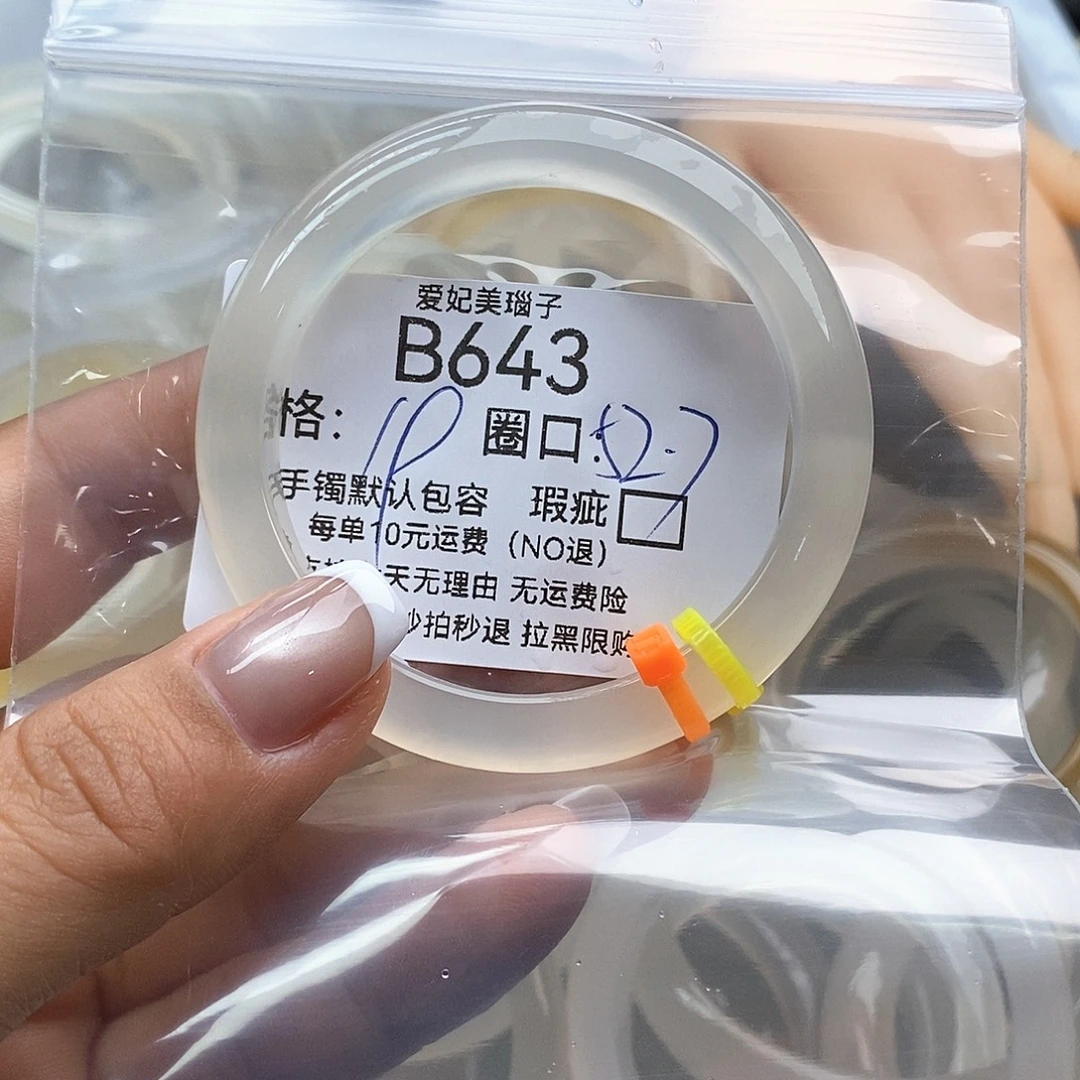 爱妃美瑙子
B643
格： 圈口：52.7
手镯默认包容 瑕疵
每单10元运费（NO退）
天无理由 无运费险
秒拍秒退 拉黑限购